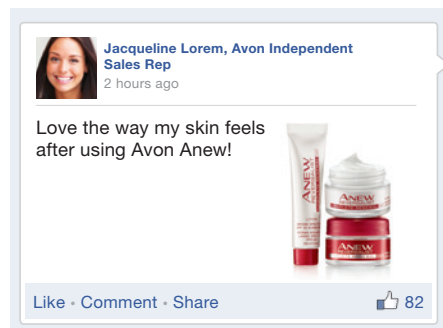 Jacqueline Lorem, Avon Independent
Sales Rep
2 hours ago
Love the way my skin feels
after using Avon Anew!
ANEW
REVERSALIST
ANEW
ANEW
Like • Comment • Share
82